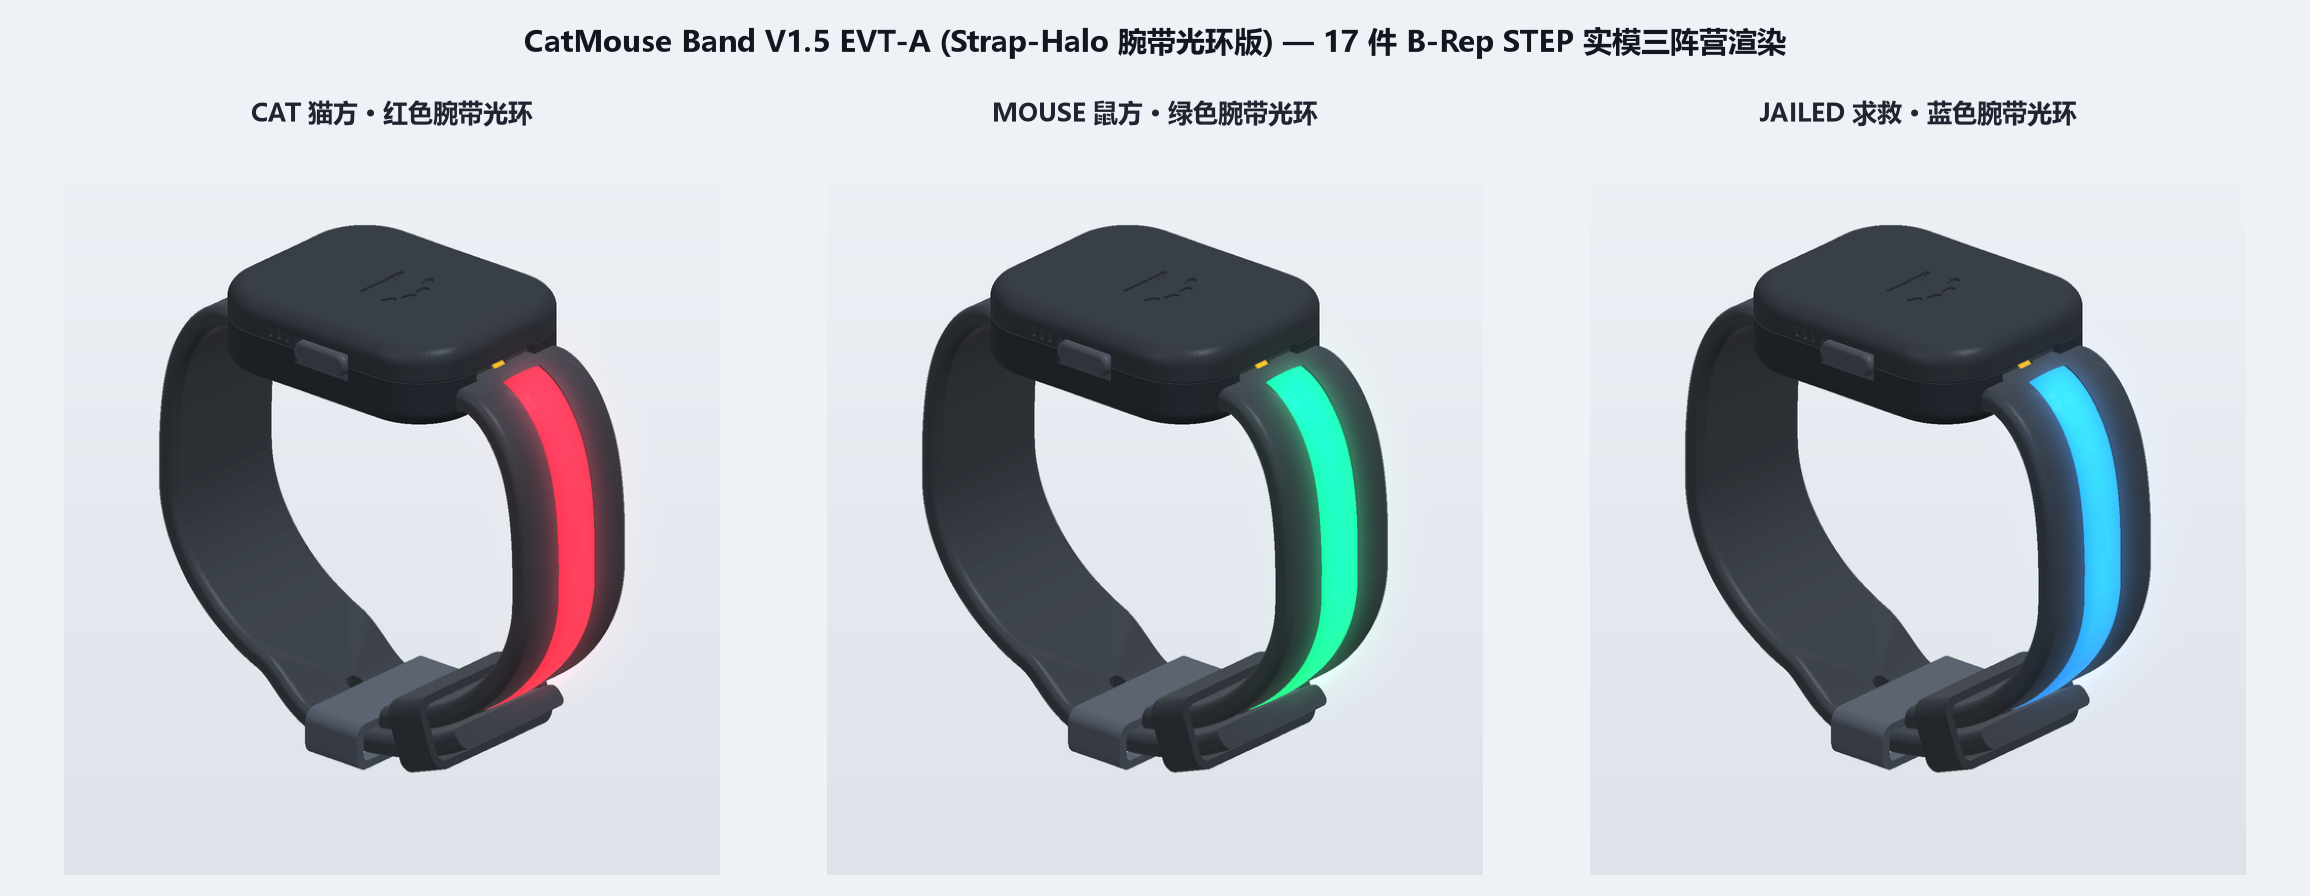 CatMouse Band V1.5 EVT-A (Strap-Halo 腕带光环版) — 17 件 B-Rep STEP 实模三阵营渲染
CAT 猫方 • 红色腕带光环
MOUSE 鼠方 • 绿色腕带光环
JAILED 求救 • 蓝色腕带光环